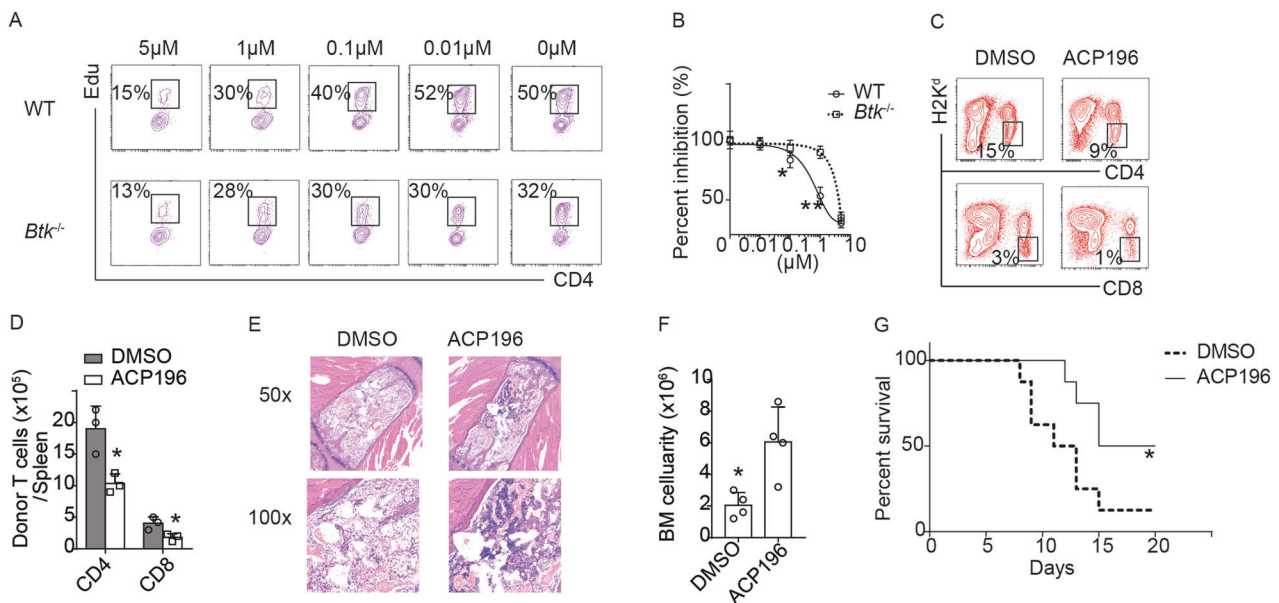 A
5µM 1µM 0.1µM 0.01µM 0µM
Edu
WT
15% 30% 40% 52% 50%
Btk-/-
13% 28% 30% 30% 32%
CD4
B
Percent inhibition (%)
WT
Btk-/-
100
50
*
**
0 0.01 0.1 1 10
(µM)
C
DMSO ACP196
H2Kd
15% 9%
CD4
3% 1%
CD8
D
DMSO
ACP196
Donor T cells (x10⁵)
/Spleen
20
15
10
5
0
* *
CD4 CD8
E
DMSO ACP196
50x
100x
F
BM celluarity (×10⁶)
10
8
6
4
2
0
*
DMSO ACP196
G
DMSO
ACP196
Percent survival
100
50
0
*
0 5 10 15 20
Days